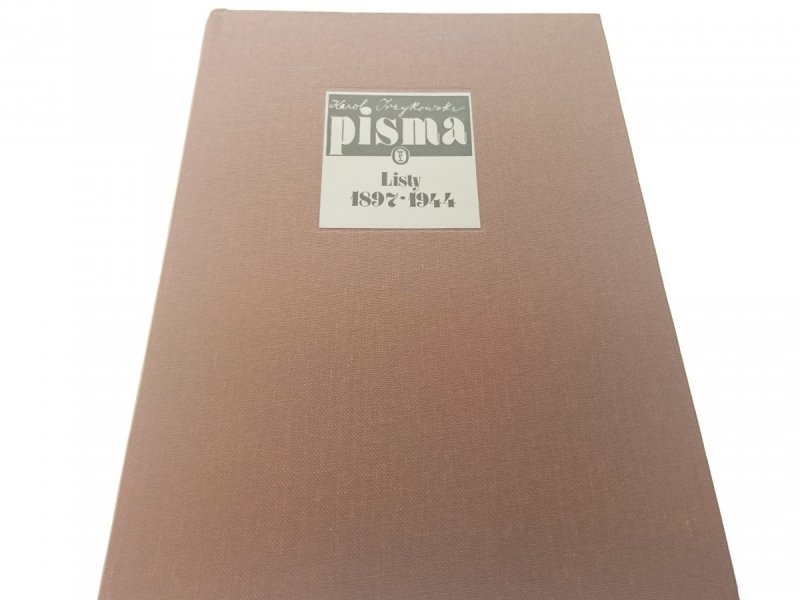 Karol Irzykowski
pisma
Listy
1897·1944